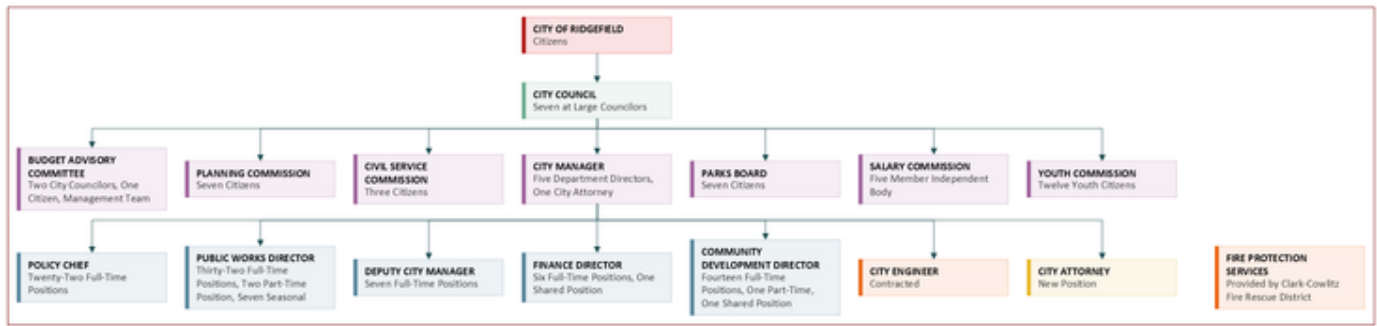 CITY OF RIDGEFIELD
Citizens
CITY COUNCIL
Seven at Large Councilors
BUDGET ADVISORY
COMMITTEE
Two City Councilors, One
Citizen, Management Team
PLANNING COMMISSION
Seven Citizens
CIVIL SERVICE
COMMISSION
Three Citizens
CITY MANAGER
Five Department Directors,
One City Attorney
PARKS BOARD
Seven Citizens
SALARY COMMISSION
Five Member Independent
Body
YOUTH COMMISSION
Twelve Youth Citizens
POLICY CHIEF
Twenty-Two Full-Time
Positions
PUBLIC WORKS DIRECTOR
Thirty-Two Full-Time
Positions, Two Part-Time
Position, Seven Seasonal
DEPUTY CITY MANAGER
Seven Full-Time Positions
FINANCE DIRECTOR
Six Full-Time Positions, One
Shared Position
COMMUNITY
DEVELOPMENT DIRECTOR
Fourteen Full-Time
Positions, One Part-Time,
One Shared Position
CITY ENGINEER
Contracted
CITY ATTORNEY
New Position
FIRE PROTECTION
SERVICES
Provided by Clark-Cowlitz
Fire Rescue District